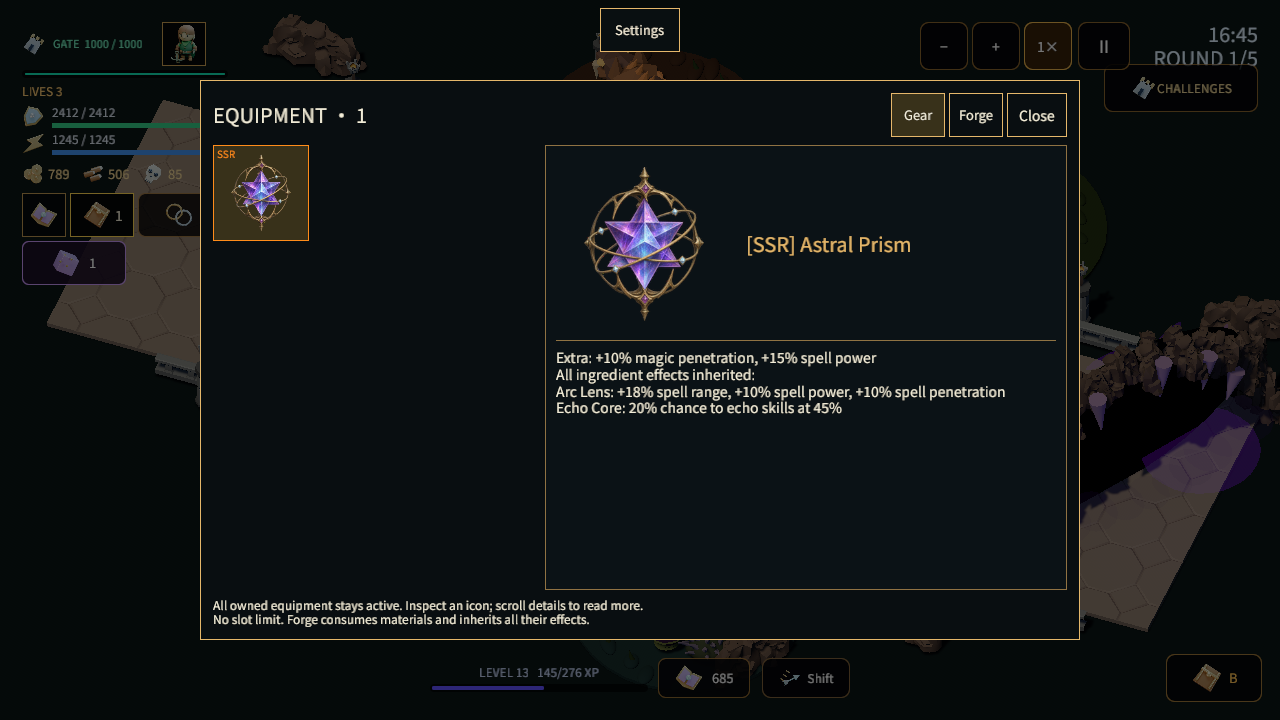 Settings
GATE 1000 / 1000
16:45
ROUND 1/5
1×
CHALLENGES
LIVES 3
2412 / 2412
1245 / 1245
789
506
85
1
1
EQUIPMENT • 1
Gear
Forge
Close
SSR
[SSR] Astral Prism
Extra: +10% magic penetration, +15% spell power
All ingredient effects inherited:
Arc Lens: +18% spell range, +10% spell power, +10% spell penetration
Echo Core: 20% chance to echo skills at 45%
All owned equipment stays active. Inspect an icon; scroll details to read more.
No slot limit. Forge consumes materials and inherits all their effects.
LEVEL 13 145/276 XP
685
Shift
B